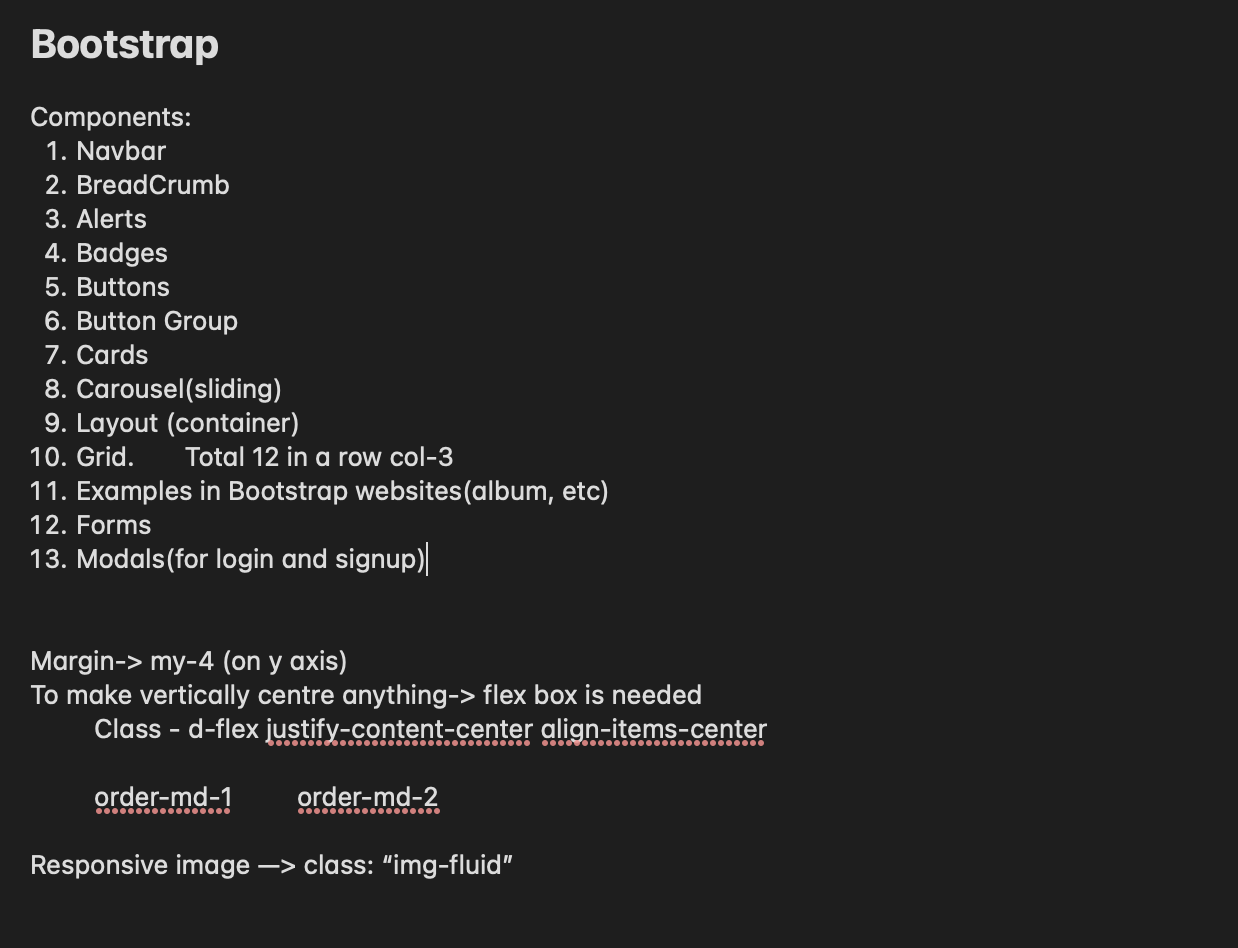 Bootstrap
Components:
1. Navbar
2. BreadCrumb
3. Alerts
4. Badges
5. Buttons
6. Button Group
7. Cards
8. Carousel(sliding)
9. Layout (container)
10. Grid. Total 12 in a row col-3
11. Examples in Bootstrap websites(album, etc)
12. Forms
13. Modals(for login and signup)
Margin-> my-4 (on y axis)
To make vertically centre anything-> flex box is needed
Class - d-flex justify-content-center align-items-center
order-md-1 order-md-2
Responsive image —> class: “img-fluid”